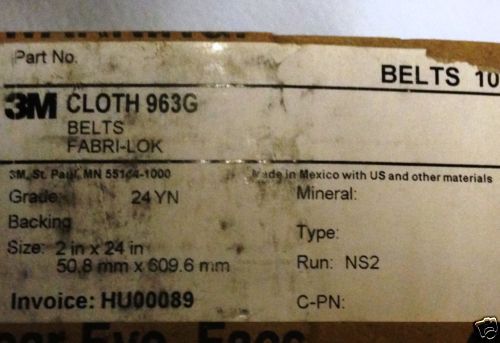 Part No.
BELTS 10
3M CLOTH 963G
BELTS
FABRI-LOK
3M, St. Paul, MN 55144-1000
Made in Mexico with US and other materials
Grade: 24 YN
Mineral:
Backing
Type:
Size: 2 in x 24 in
50.8 mm x 609.6 mm
Run: NS2
Invoice: HU00089
C-PN: